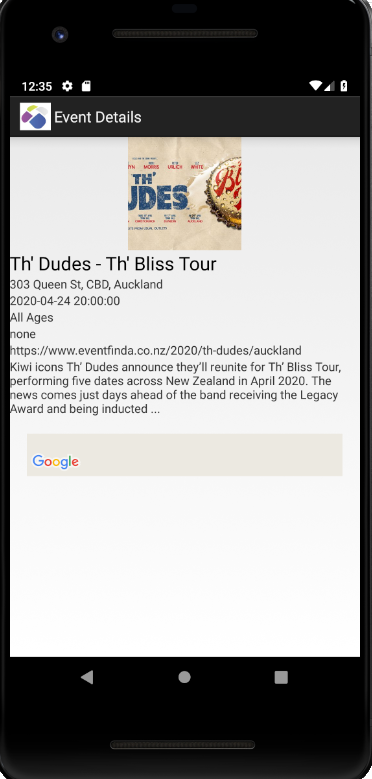 12:35
Event Details
TH'
UDES
Th' Dudes - Th' Bliss Tour
303 Queen St, CBD, Auckland
2020-04-24 20:00:00
All Ages
none
https://www.eventfinda.co.nz/2020/th-dudes/auckland
Kiwi icons Th' Dudes announce they'll reunite for Th' Bliss Tour,
performing five dates across New Zealand in April 2020. The
news comes just days ahead of the band receiving the Legacy
Award and being inducted ...
Google